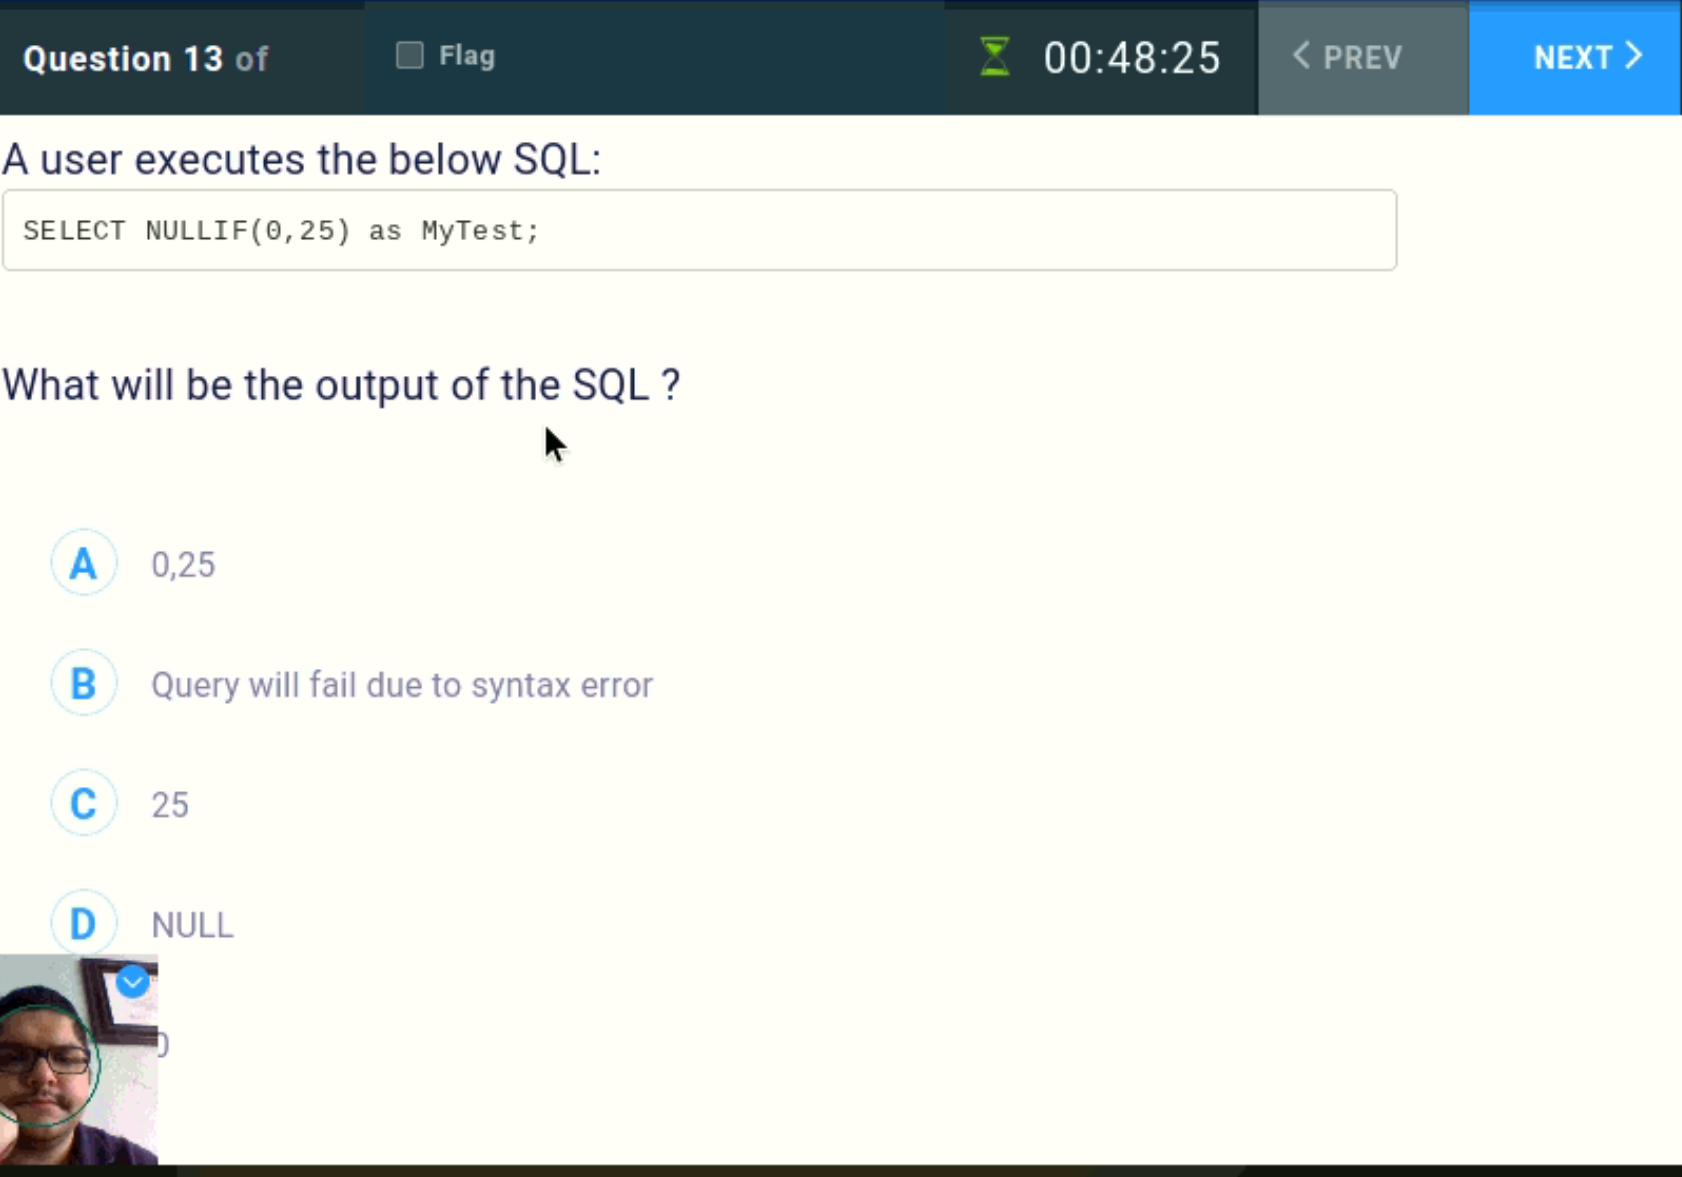 Question 13 of
Flag
00:48:25
PREV
NEXT
A user executes the below SQL:
SELECT NULLIF(0,25) as MyTest;
What will be the output of the SQL ?
A 0,25
B Query will fail due to syntax error
C 25
D NULL
0